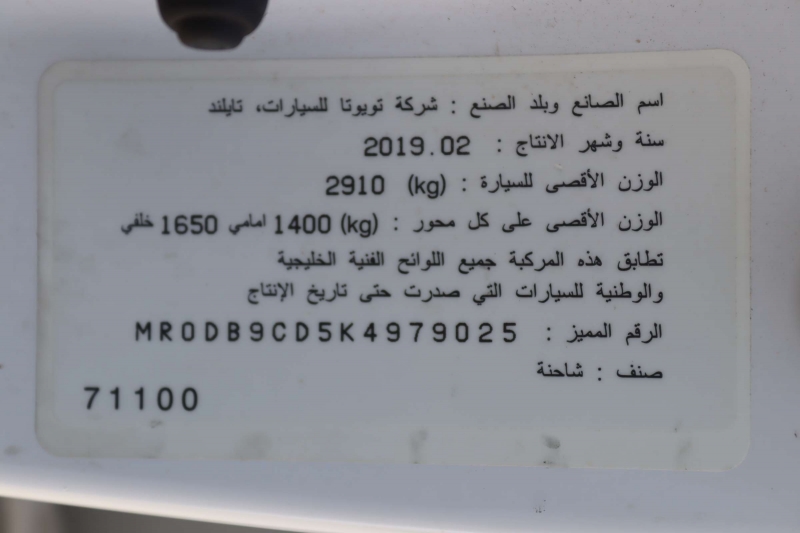 اسم الصانع وبلد الصنع : شركة تويوتا للسيارات، تايلند
سنة وشهر الانتاج : 2019.02
الوزن الأقصى للسيارة : (kg) 2910
الوزن الأقصى على كل محور : (kg) 1400 امامي 1650 خلفي
تطابق هذه المركبة جميع اللوائح الفنية الخليجية
والوطنية للسيارات التي صدرت حتى تاريخ الإنتاج
الرقم المميز : MR0DB9CD5K4979025
صنف : شاحنة
71100